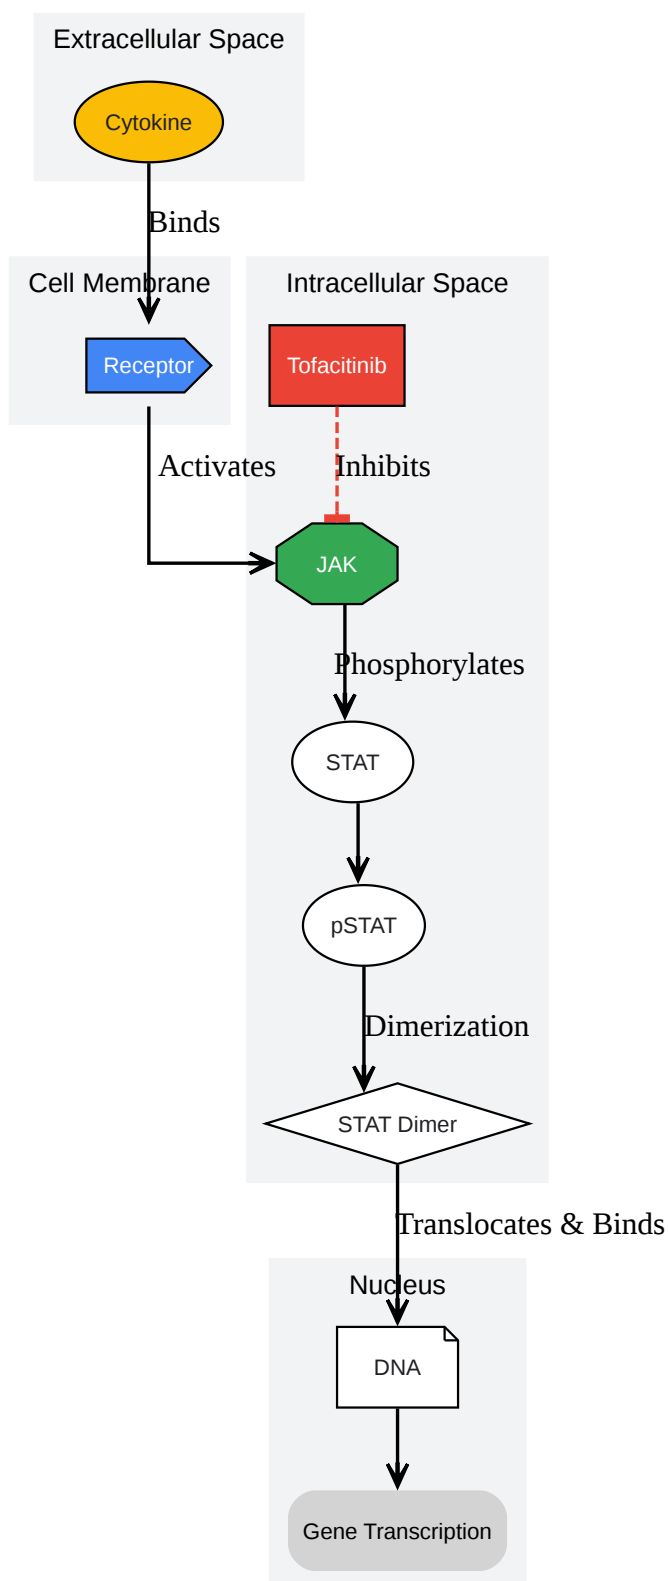 Extracellular Space
Cytokine
Binds
Cell Membrane
Intracellular Space
Receptor
Tofacitinib
Activates
Inhibits
JAK
Phosphorylates
STAT
pSTAT
Dimerization
STAT Dimer
Translocates & Binds
Nucleus
DNA
Gene Transcription